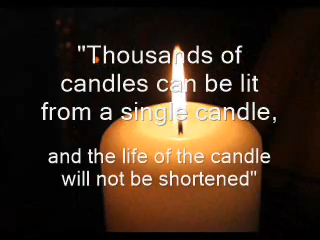 "Thousands of
candles can be lit
from a single candle,
and the life of the candle
will not be shortened"